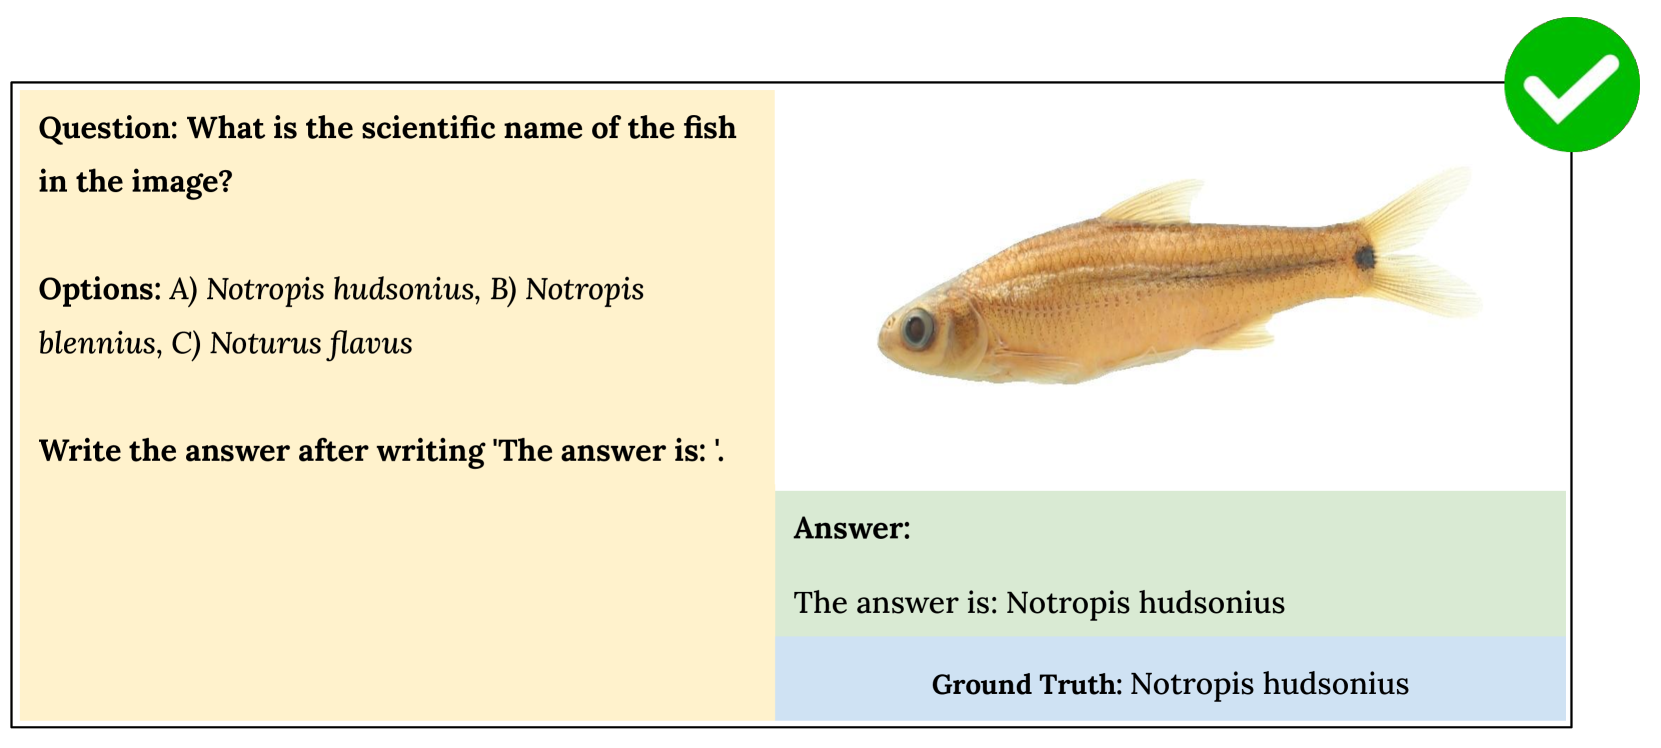 Question: What is the scientific name of the fish
in the image?
Options: A) Notropis hudsonius, B) Notropis
blennius, C) Noturus flavus
Write the answer after writing 'The answer is: '.
Answer:
The answer is: Notropis hudsonius
Ground Truth: Notropis hudsonius